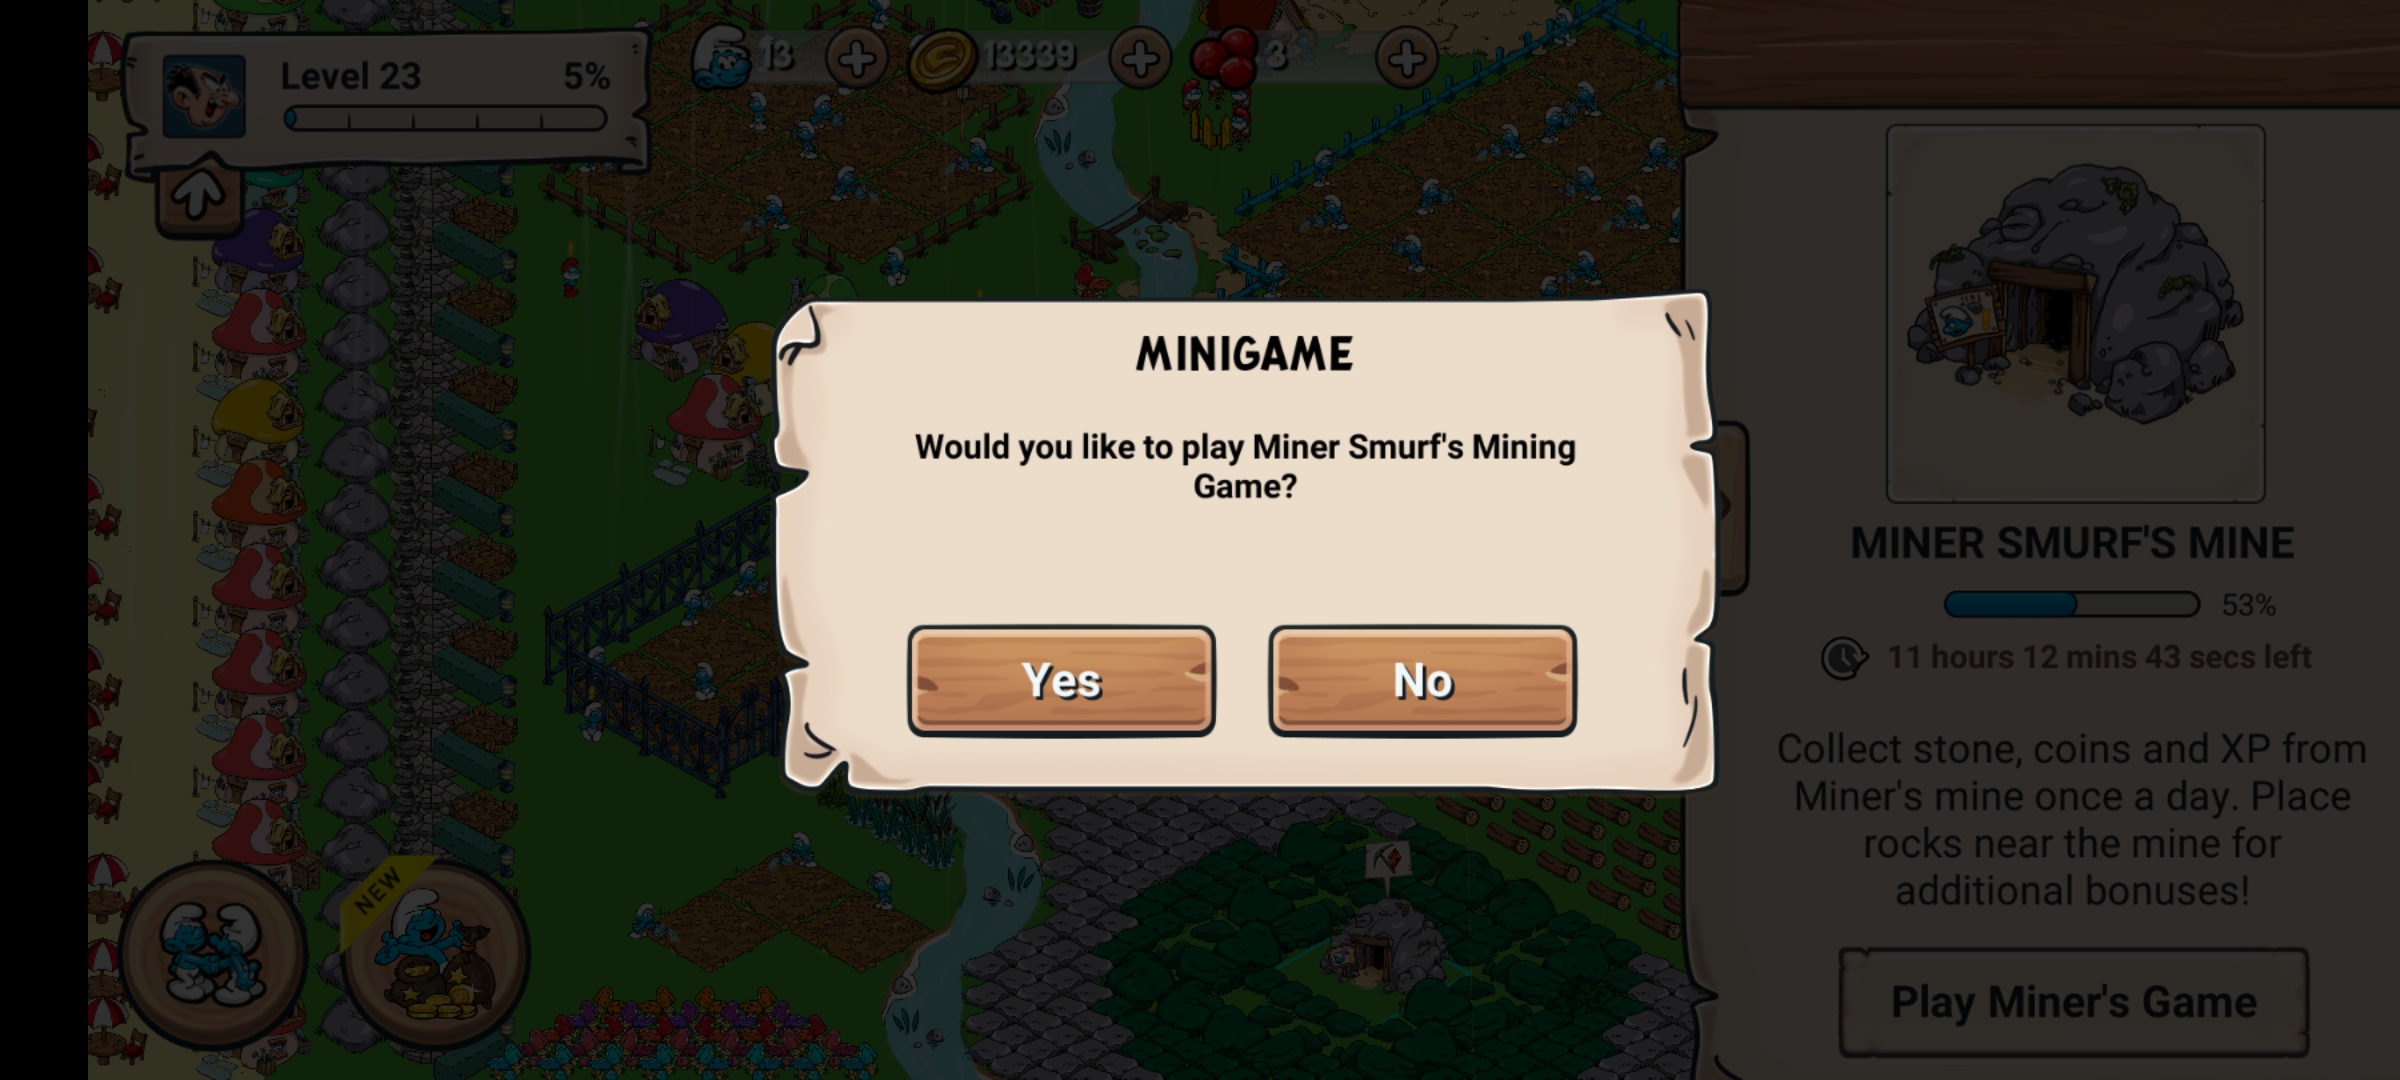 Level 23 5%
13
13339
3
MINIGAME
Would you like to play Miner Smurf's Mining
Game?
Yes
No
MINER SMURF'S MINE
53%
11 hours 12 mins 43 secs left
Collect stone, coins and XP from
Miner's mine once a day. Place
rocks near the mine for
additional bonuses!
Play Miner's Game
NEW